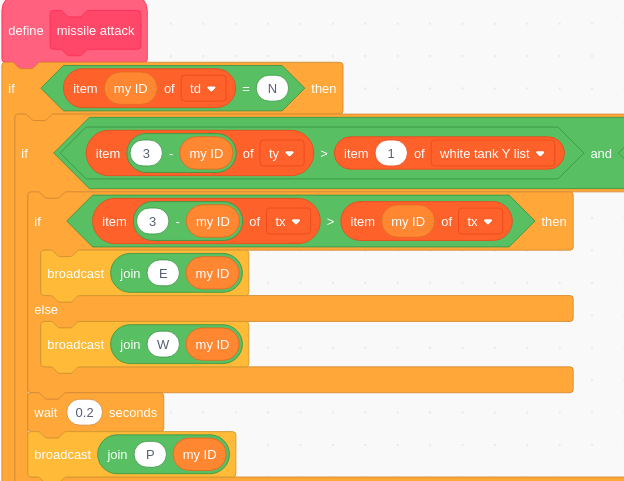 define missile attack
if item my ID of td = N then
if item 3 - my ID of ty > item 1 of white tank Y list and
if item 3 - my ID of tx > item my ID of tx then
broadcast join E my ID
else
broadcast join W my ID
wait 0.2 seconds
broadcast join P my ID